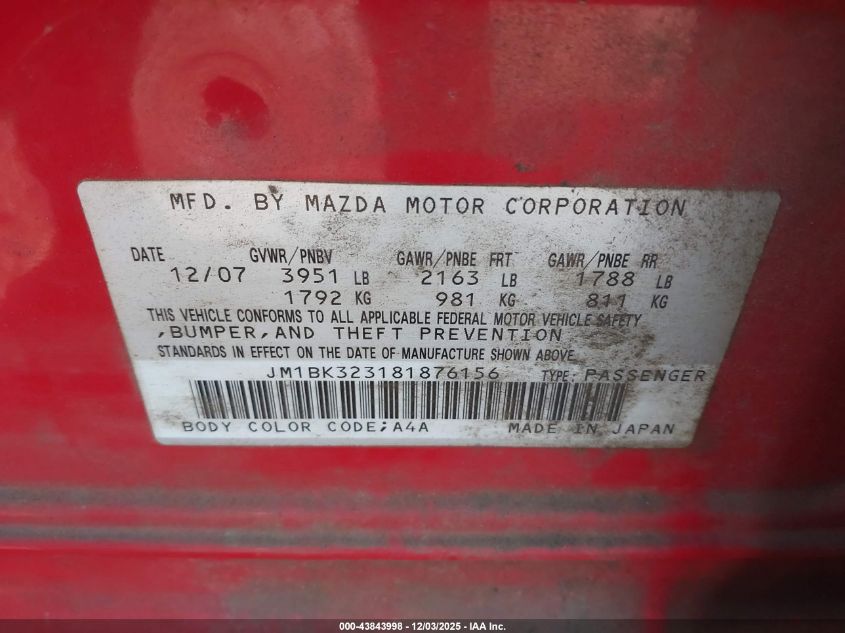 MFD. BY MAZDA MOTOR CORPORATION
DATE GVWR/PNBV GAWR/PNBE FRT GAWR/PNBE RR
12/07 3951 LB 2163 LB 1788 LB
1792 KG 981 KG 811 KG
THIS VEHICLE CONFORMS TO ALL APPLICABLE FEDERAL MOTOR VEHICLE SAFETY
,BUMPER,AND THEFT PREVENTION
STANDARDS IN EFFECT ON THE DATE OF MANUFACTURE SHOWN ABOVE.
JM1BK323181876156 TYPE: PASSENGER
BODY COLOR CODE;A4A MADE IN JAPAN
000-43843998 - 12/03/2025 - IAA Inc.